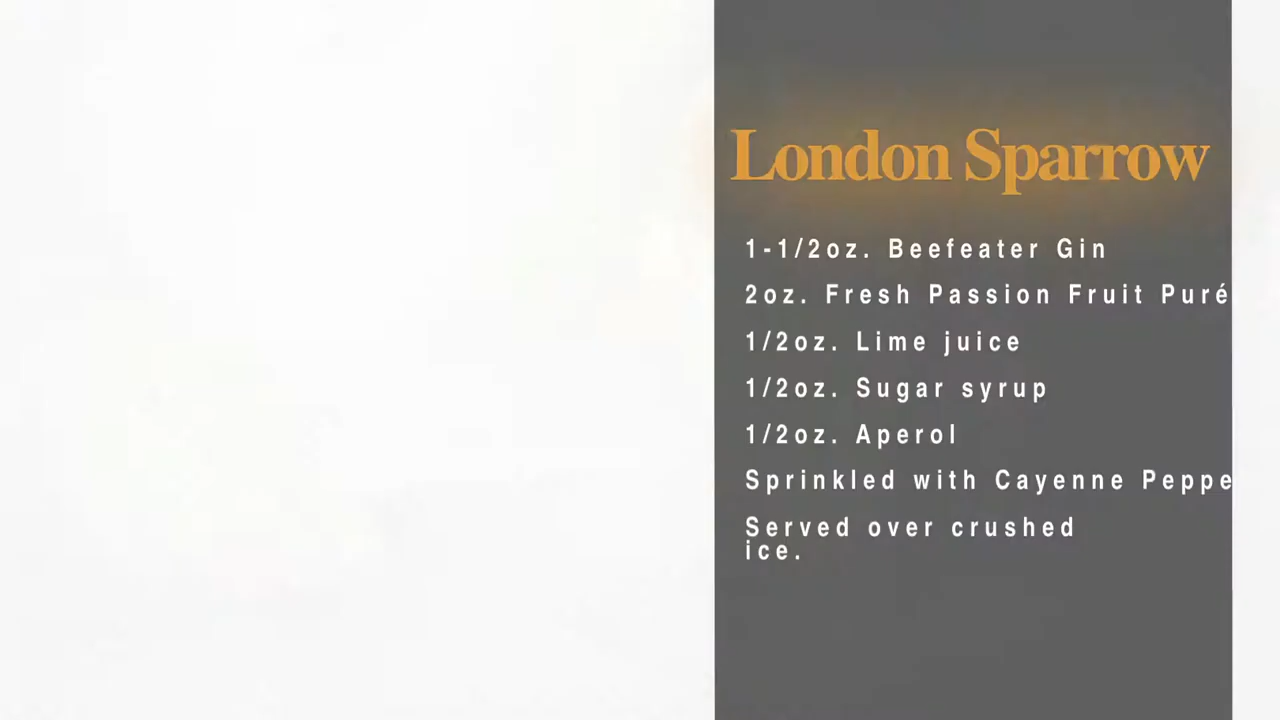 London Sparrow
1-1/2oz. Beefeater Gin
2oz. Fresh Passion Fruit Puré
1/2oz. Lime juice
1/2oz. Sugar syrup
1/2oz. Aperol
Sprinkled with Cayenne Peppe
Served over crushed
ice.